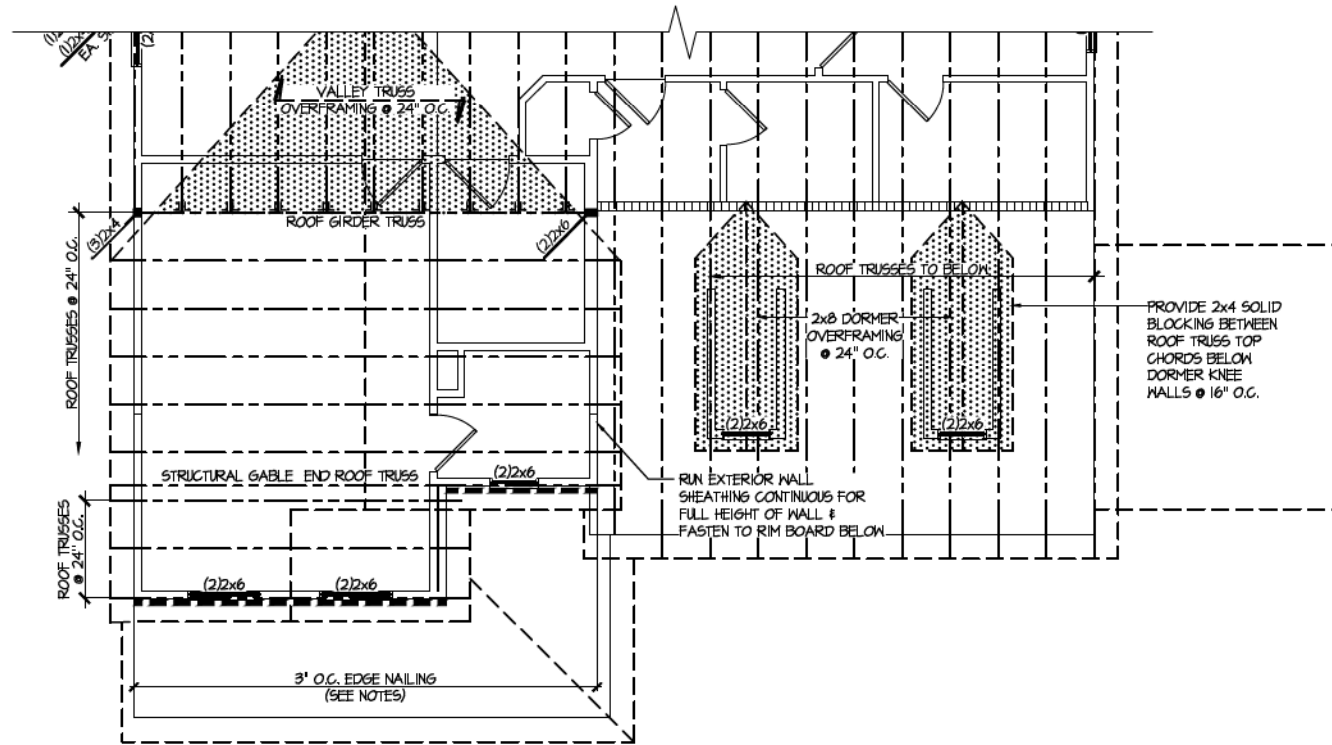 EA.
VALLEY TRUSS
OVERFRAMING @ 24" O.C.
ROOF GIRDER TRUSS
(3)2x4
(2)2x6
ROOF TRUSSES @ 24" O.C.
ROOF TRUSSES TO BELOW
2x8 DORMER
OVERFRAMING
@ 24" O.C.
PROVIDE 2x4 SOLID
BLOCKING BETWEEN
ROOF TRUSS TOP
CHORDS BELOW
DORMER KNEE
WALLS @ 16" O.C.
(2)2x6
(2)2x6
STRUCTURAL GABLE END ROOF TRUSS
(2)2x6
RUN EXTERIOR WALL
SHEATHING CONTINUOUS FOR
FULL HEIGHT OF WALL &
FASTEN TO RIM BOARD BELOW
ROOF TRUSSES
@ 24" O.C.
(2)2x6
(2)2x6
3" O.C. EDGE NAILING
(SEE NOTES)